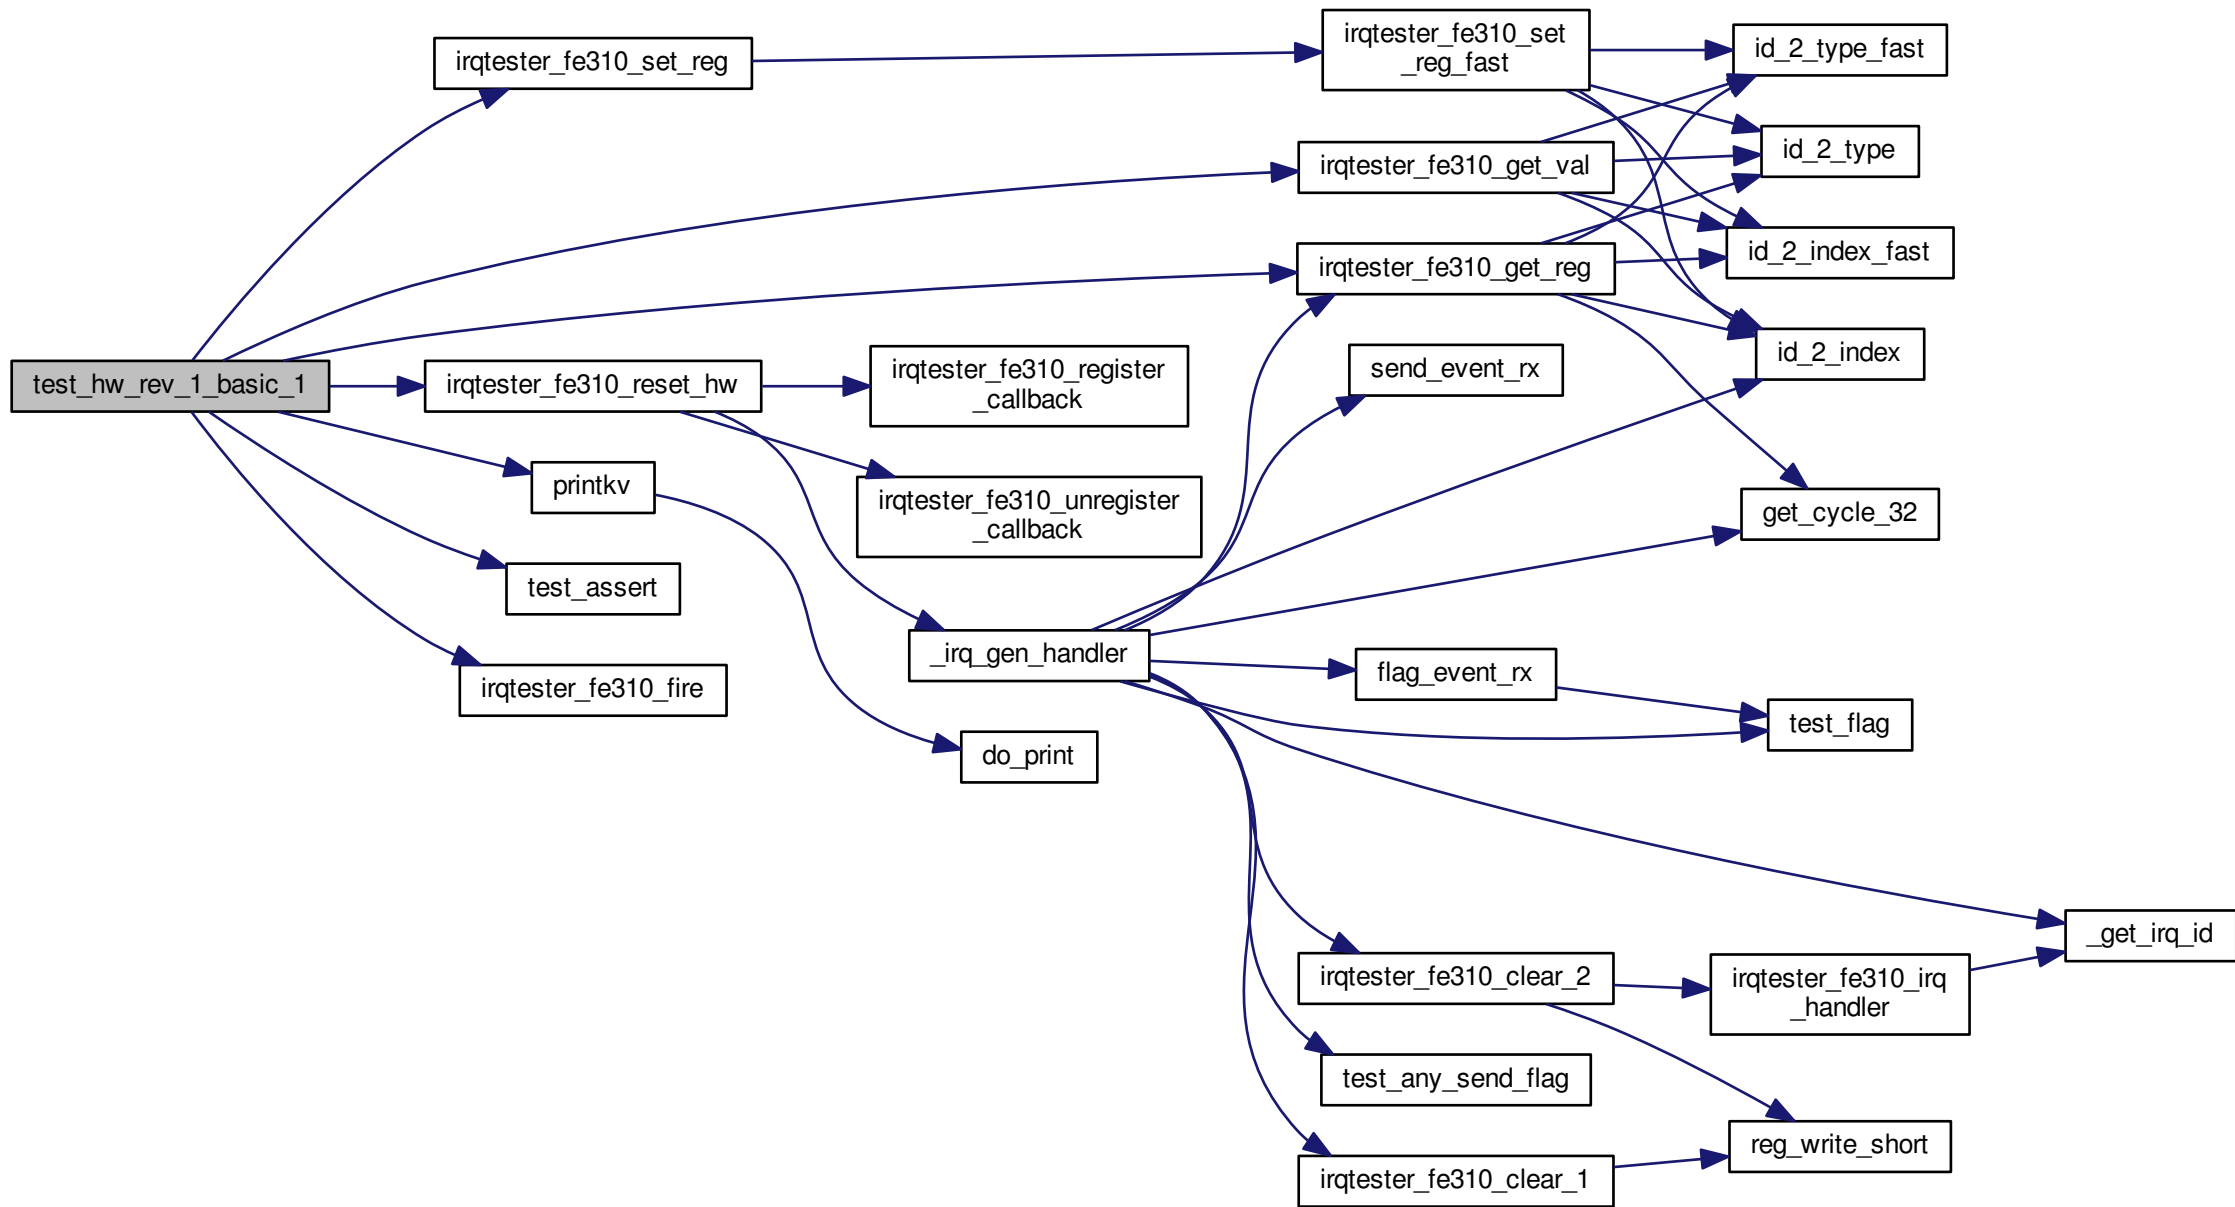 irqtester_fe310_set_reg
irqtester_fe310_set
_reg_fast
id_2_type_fast
id_2_type
irqtester_fe310_get_val
id_2_index_fast
irqtester_fe310_get_reg
id_2_index
test_hw_rev_1_basic_1
irqtester_fe310_reset_hw
irqtester_fe310_register
_callback
send_event_rx
printkv
irqtester_fe310_unregister
_callback
get_cycle_32
test_assert
_irq_gen_handler
flag_event_rx
irqtester_fe310_fire
test_flag
do_print
_get_irq_id
irqtester_fe310_clear_2
irqtester_fe310_irq
_handler
test_any_send_flag
reg_write_short
irqtester_fe310_clear_1